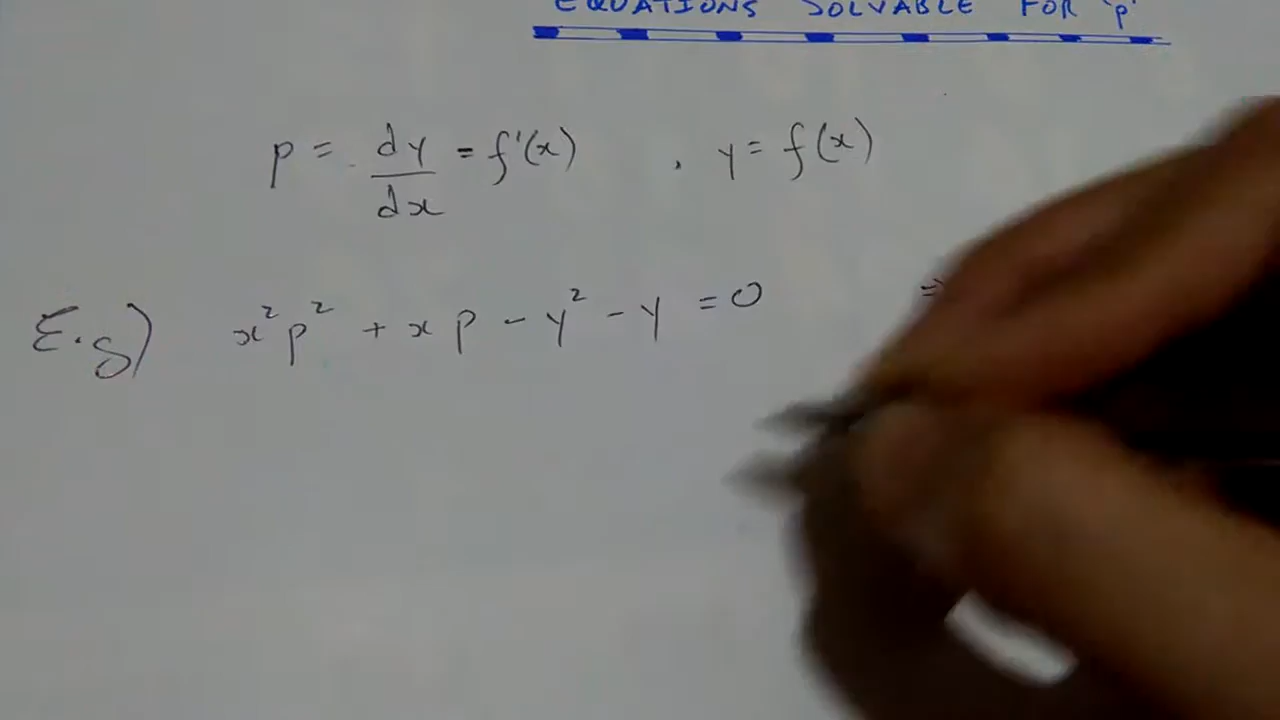 EQUATIONS SOLVABLE FOR 'p'
p = dy/dx = f'(x) , y = f(x)
E.g) x²p² + xp - y² - y = 0 ⇒